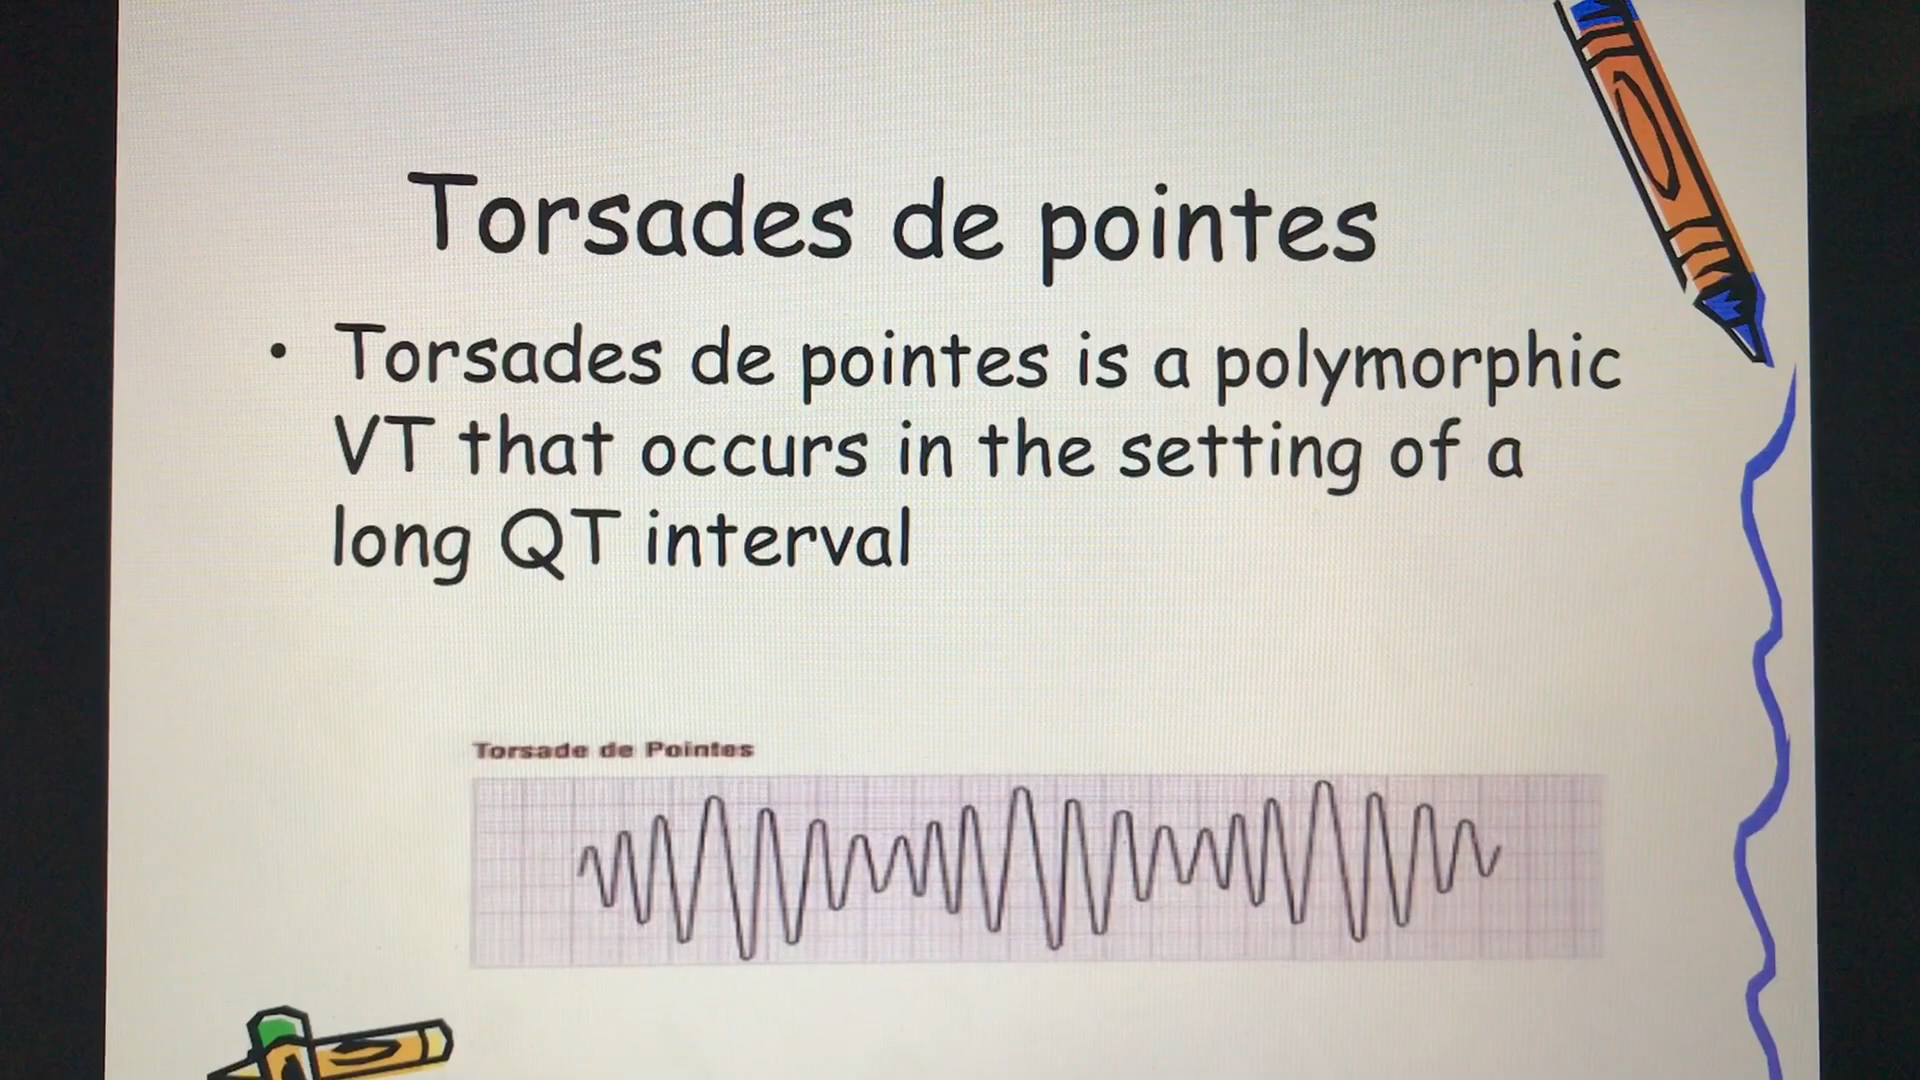 Torsades de pointes
• Torsades de pointes is a polymorphic
VT that occurs in the setting of a
long QT interval
Torsade de Pointes